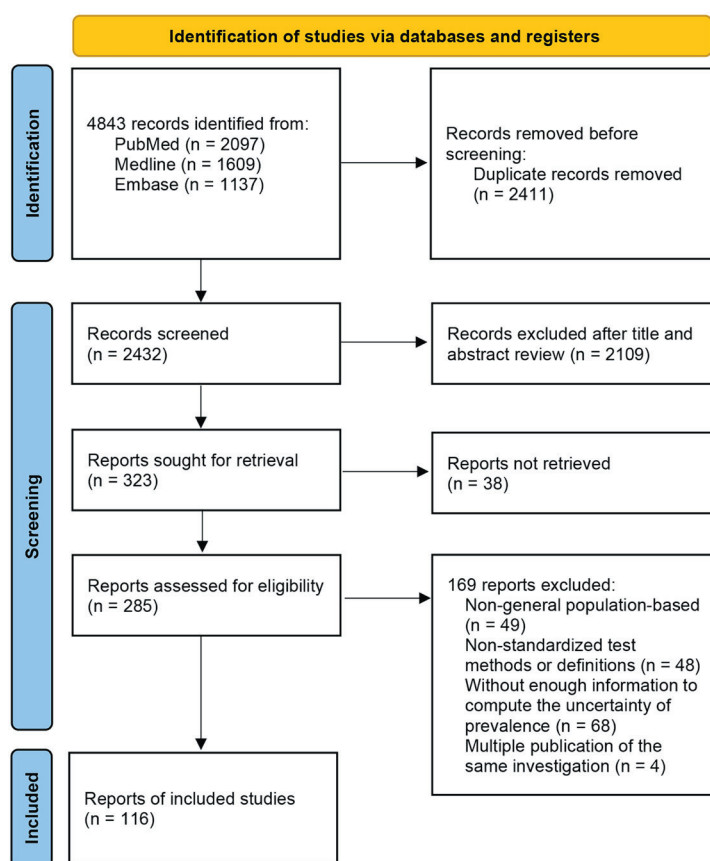 Identification of studies via databases and registers
Identification
4843 records identified from:
PubMed (n = 2097)
Medline (n = 1609)
Embase (n = 1137)
Records removed before
screening:
Duplicate records removed
(n = 2411)
Screening
Records screened
(n = 2432)
Records excluded after title and
abstract review (n = 2109)
Reports sought for retrieval
(n = 323)
Reports not retrieved
(n = 38)
Reports assessed for eligibility
(n = 285)
169 reports excluded:
Non-general population-based
(n = 49)
Non-standardized test
methods or definitions (n = 48)
Without enough information to
compute the uncertainty of
prevalence (n = 68)
Multiple publication of the
same investigation (n = 4)
Included
Reports of included studies
(n = 116)